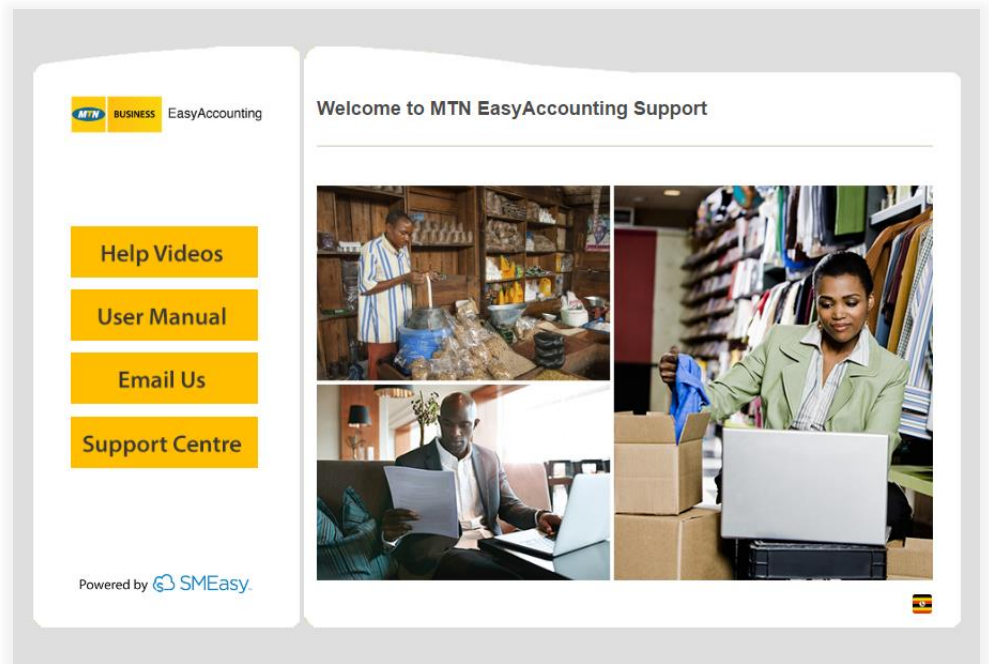 MTN BUSINESS EasyAccounting
Welcome to MTN EasyAccounting Support
Help Videos
User Manual
Email Us
Support Centre
Powered by SMEasy